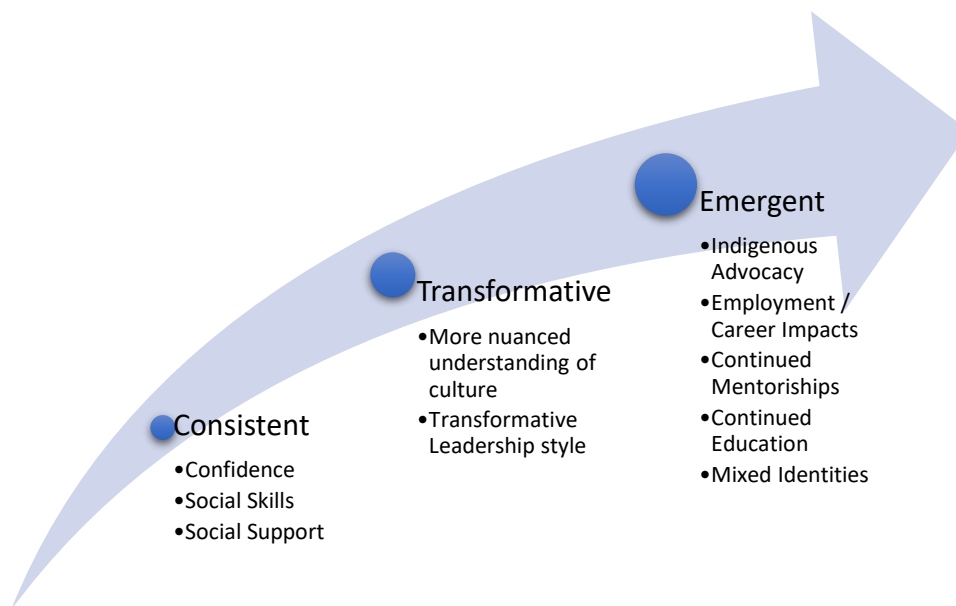 Consistent
•Confidence
•Social Skills
•Social Support
Transformative
•More nuanced
understanding of
culture
•Transformative
Leadership style
Emergent
•Indigenous
Advocacy
•Employment /
Career Impacts
•Continued
Mentoriships
•Continued
Education
•Mixed Identities